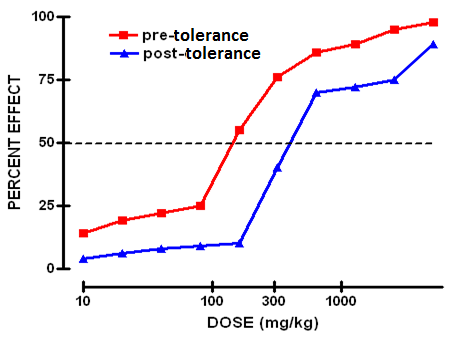 100
75
50
25
0
PERCENT EFFECT
pre-tolerance
post-tolerance
10 100 300 1000
DOSE (mg/kg)